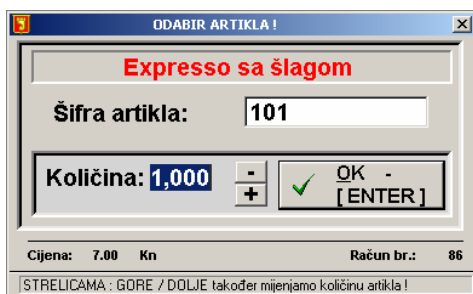 ODABIR ARTIKLA !
Expresso sa šlagom
Šifra artikla: 101
Količina: 1,000 - + OK - [ ENTER ]
Cijena: 7.00 Kn Račun br.: 86
STRELICAMA : GORE / DOLJE također mijenjamo količinu artikla !